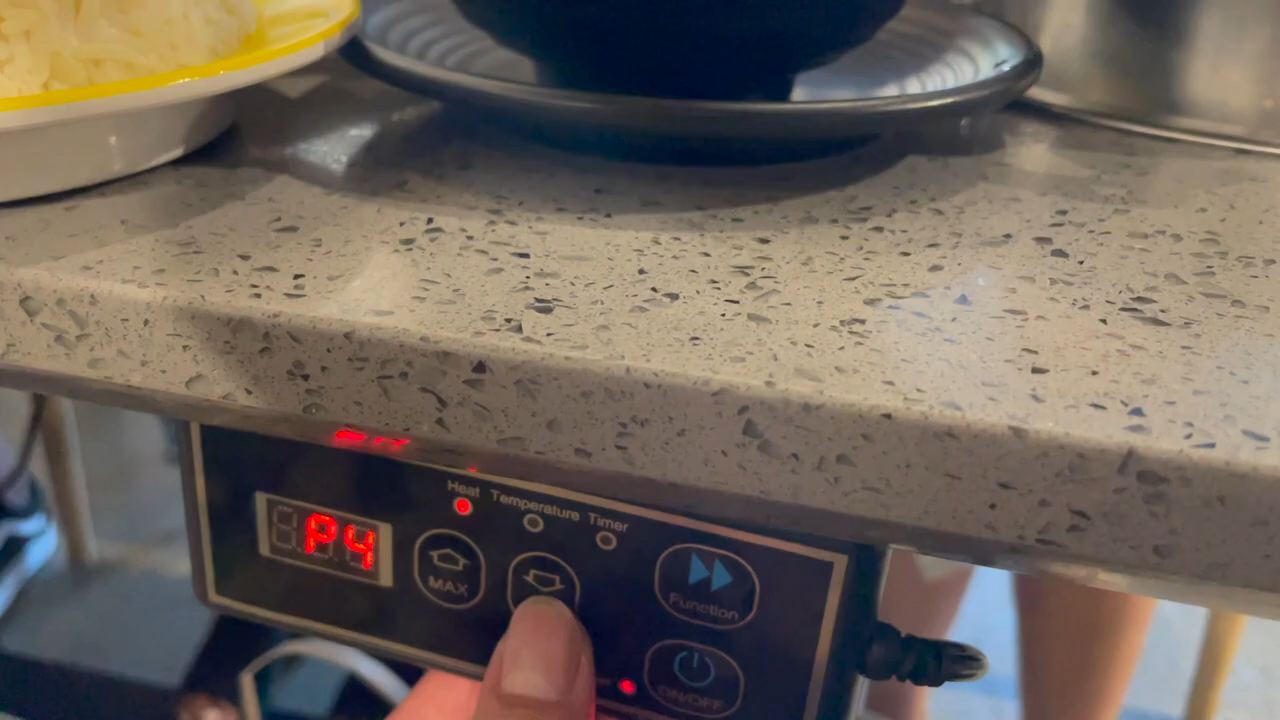 Heat Temperature Timer
P4
MAX
Function
ON/OFF